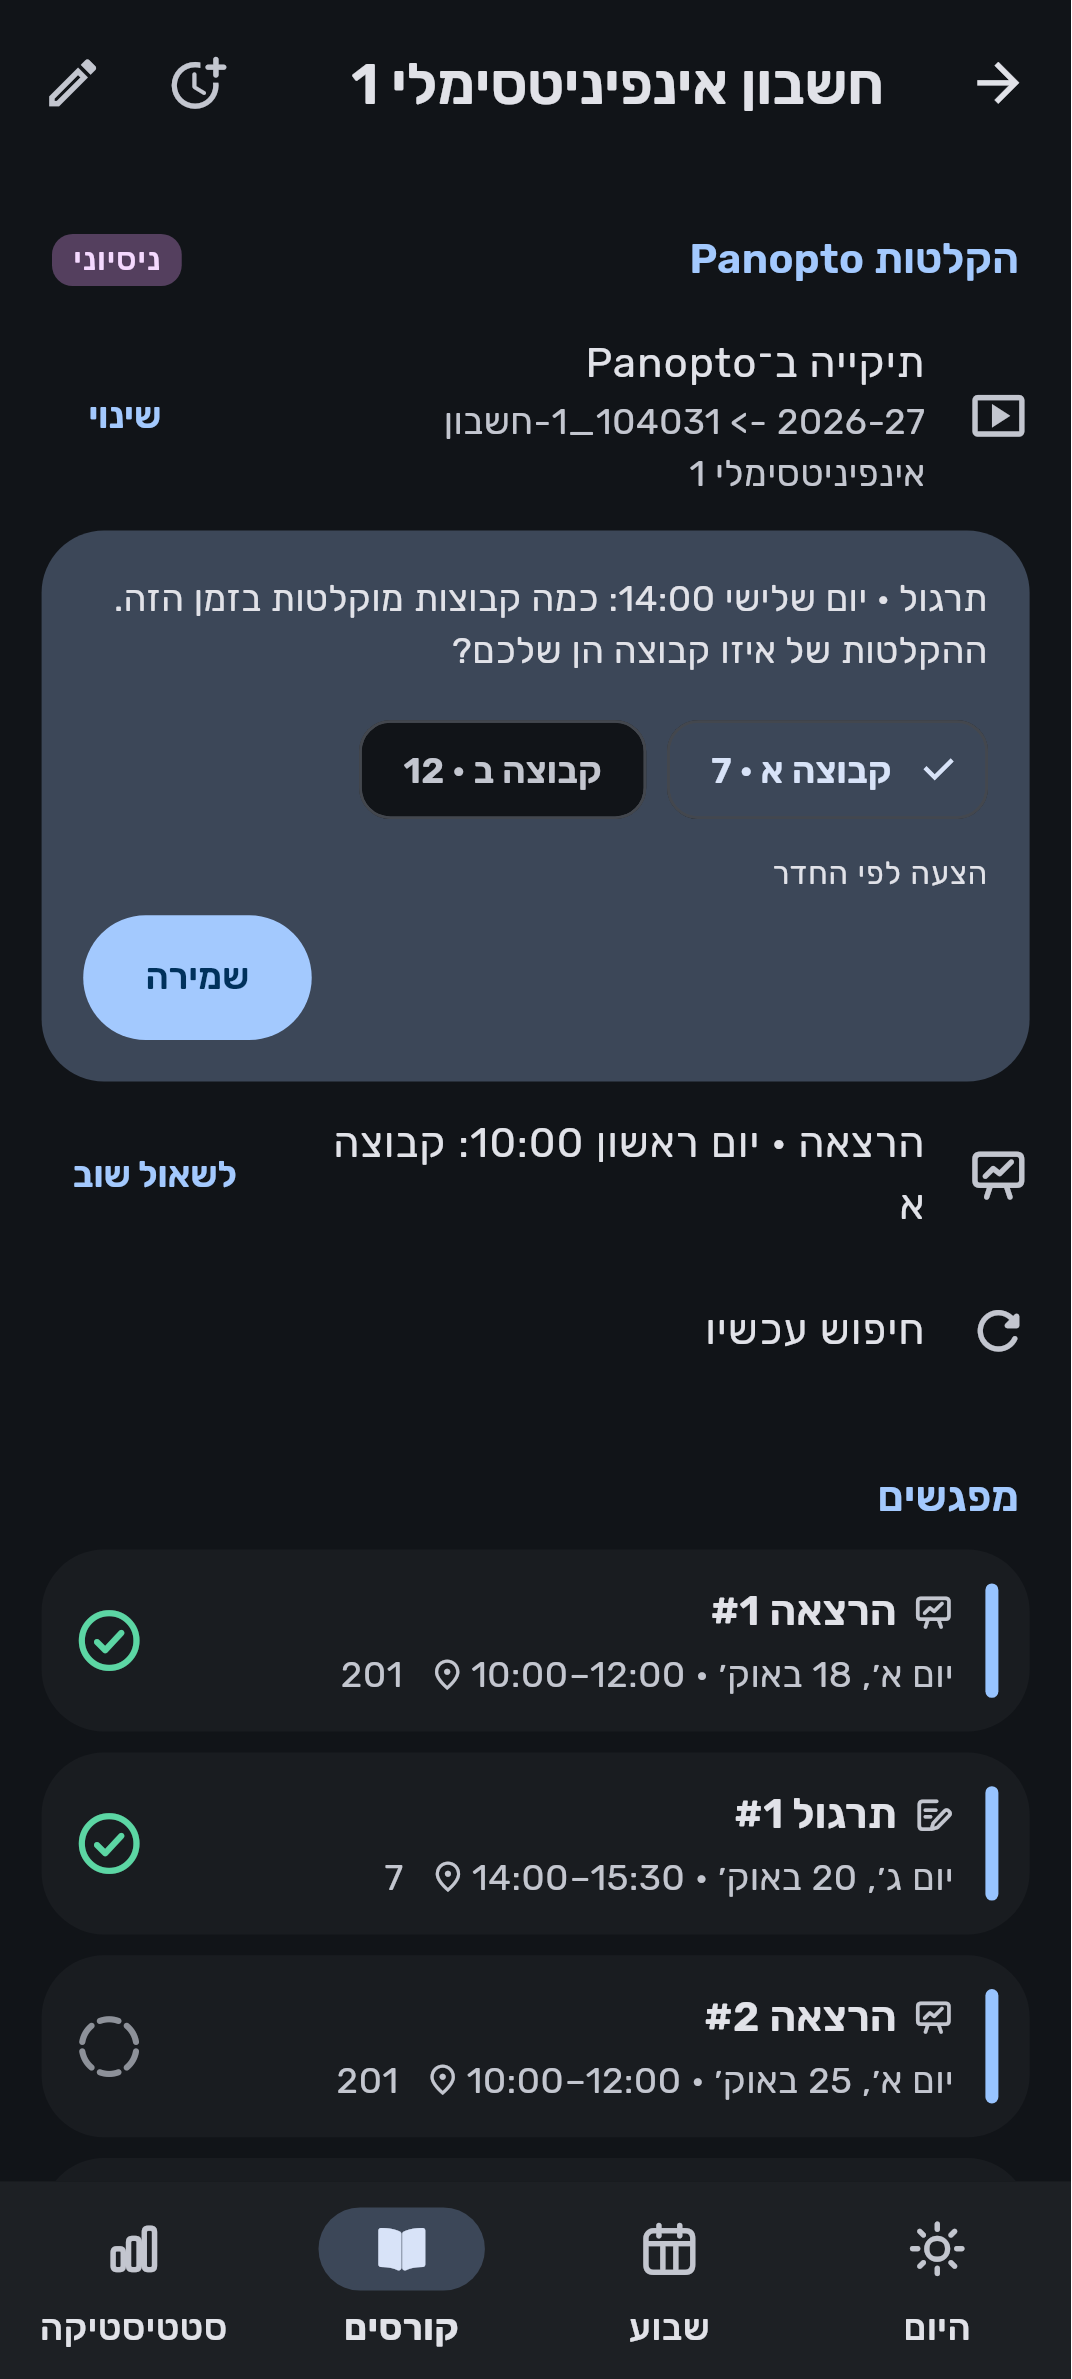 חשבון אינפיניטסימלי 1
הקלטות Panopto
ניסיוני
תיקייה ב־Panopto
2026-27 -> 104031_1-חשבון
אינפיניטסימלי 1
שינוי
תרגול • יום שלישי 14:00: כמה קבוצות מוקלטות בזמן הזה.
ההקלטות של איזו קבוצה הן שלכם?
קבוצה א • 7
קבוצה ב • 12
הצעה לפי החדר
שמירה
הרצאה • יום ראשון 10:00: קבוצה
א
לשאול שוב
חיפוש עכשיו
מפגשים
הרצאה #1
יום א׳, 18 באוק׳ • 10:00–12:00 201
תרגול #1
יום ג׳, 20 באוק׳ • 14:00–15:30 7
הרצאה #2
יום א׳, 25 באוק׳ • 10:00–12:00 201
היום
שבוע
קורסים
סטטיסטיקה